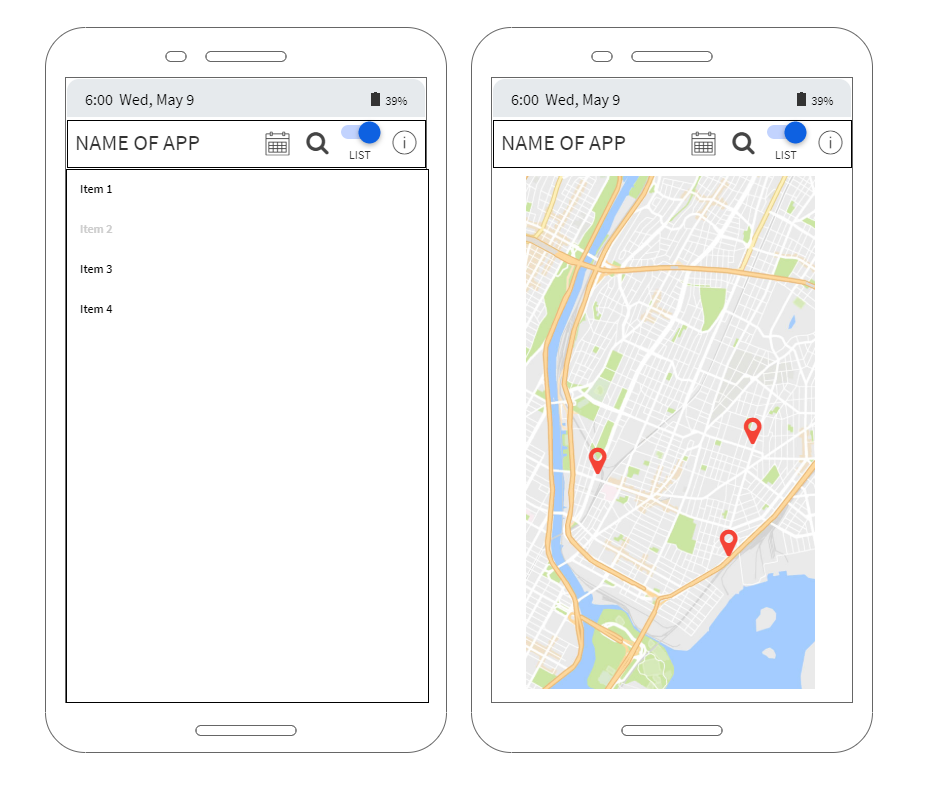 6:00 Wed, May 9 39%
NAME OF APP
LIST
Item 1
Item 2
Item 3
Item 4
6:00 Wed, May 9 39%
NAME OF APP
LIST